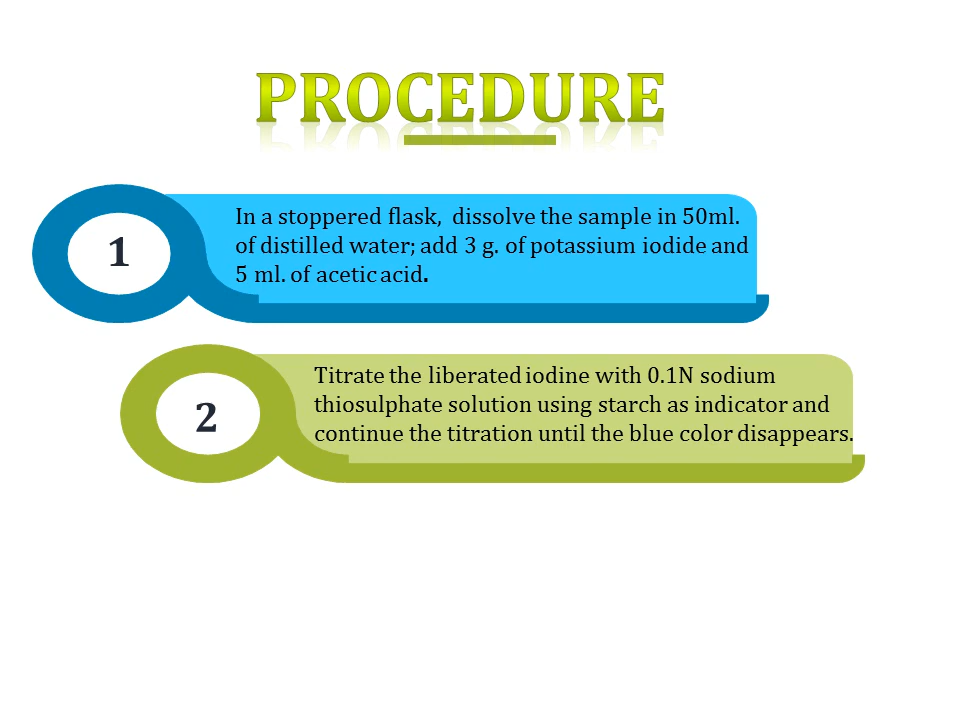 PROCEDURE
1
In a stoppered flask,  dissolve the sample in 50ml.
of distilled water; add 3 g. of potassium iodide and
5 ml. of acetic acid.
2
Titrate the liberated iodine with 0.1N sodium
thiosulphate solution using starch as indicator and
continue the titration until the blue color disappears.